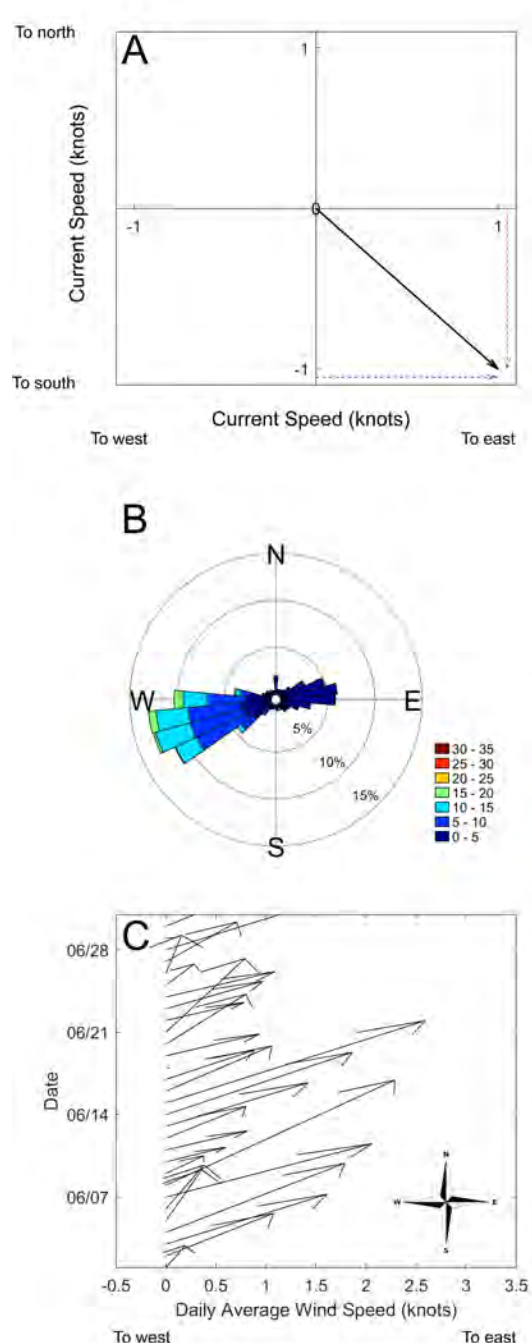 To north
A
1
Current Speed (knots)
-1
0
1
-1
To south
Current Speed (knots)
To west
To east
B
N
W
E
S
5%
10%
15%
30 - 35
25 - 30
20 - 25
15 - 20
10 - 15
5 - 10
0 - 5
C
06/28
06/21
06/14
06/07
Date
N
W
E
S
-0.5
0
0.5
1
1.5
2
2.5
3
3.5
Daily Average Wind Speed (knots)
To west
To east